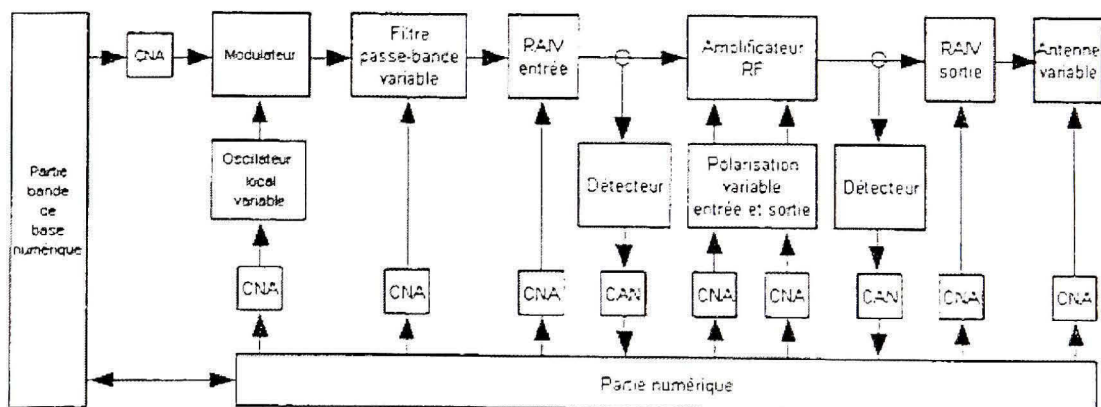 CNA
Modulateur
Filtre
passe-bande
variable
RAIV
entrée
Amplificateur
RF
RAIV
sortie
Antenne
variable
Partie
bande
de
base
numérique
Oscilateur
local
variable
Détecteur
Polarisation
variable
entrée et sortie
Détecteur
CNA
CNA
CNA
CAN
CNA
CNA
CAN
CNA
CNA
Partie numérique